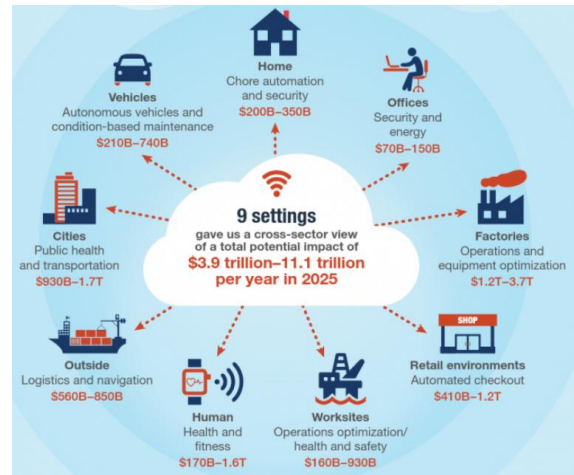 Home
Chore automation
and security
$200B–350B
Vehicles
Autonomous vehicles and
condition-based maintenance
$210B–740B
Offices
Security and
energy
$70B–150B
9 settings
gave us a cross-sector view
of a total potential impact of
$3.9 trillion–11.1 trillion
per year in 2025
Cities
Public health
and transportation
$930B–1.7T
Factories
Operations and
equipment optimization
$1.2T–3.7T
Outside
Logistics and navigation
$560B–850B
SHOP
Retail environments
Automated checkout
$410B–1.2T
Human
Health and
fitness
$170B–1.6T
Worksites
Operations optimization/
health and safety
$160B–930B